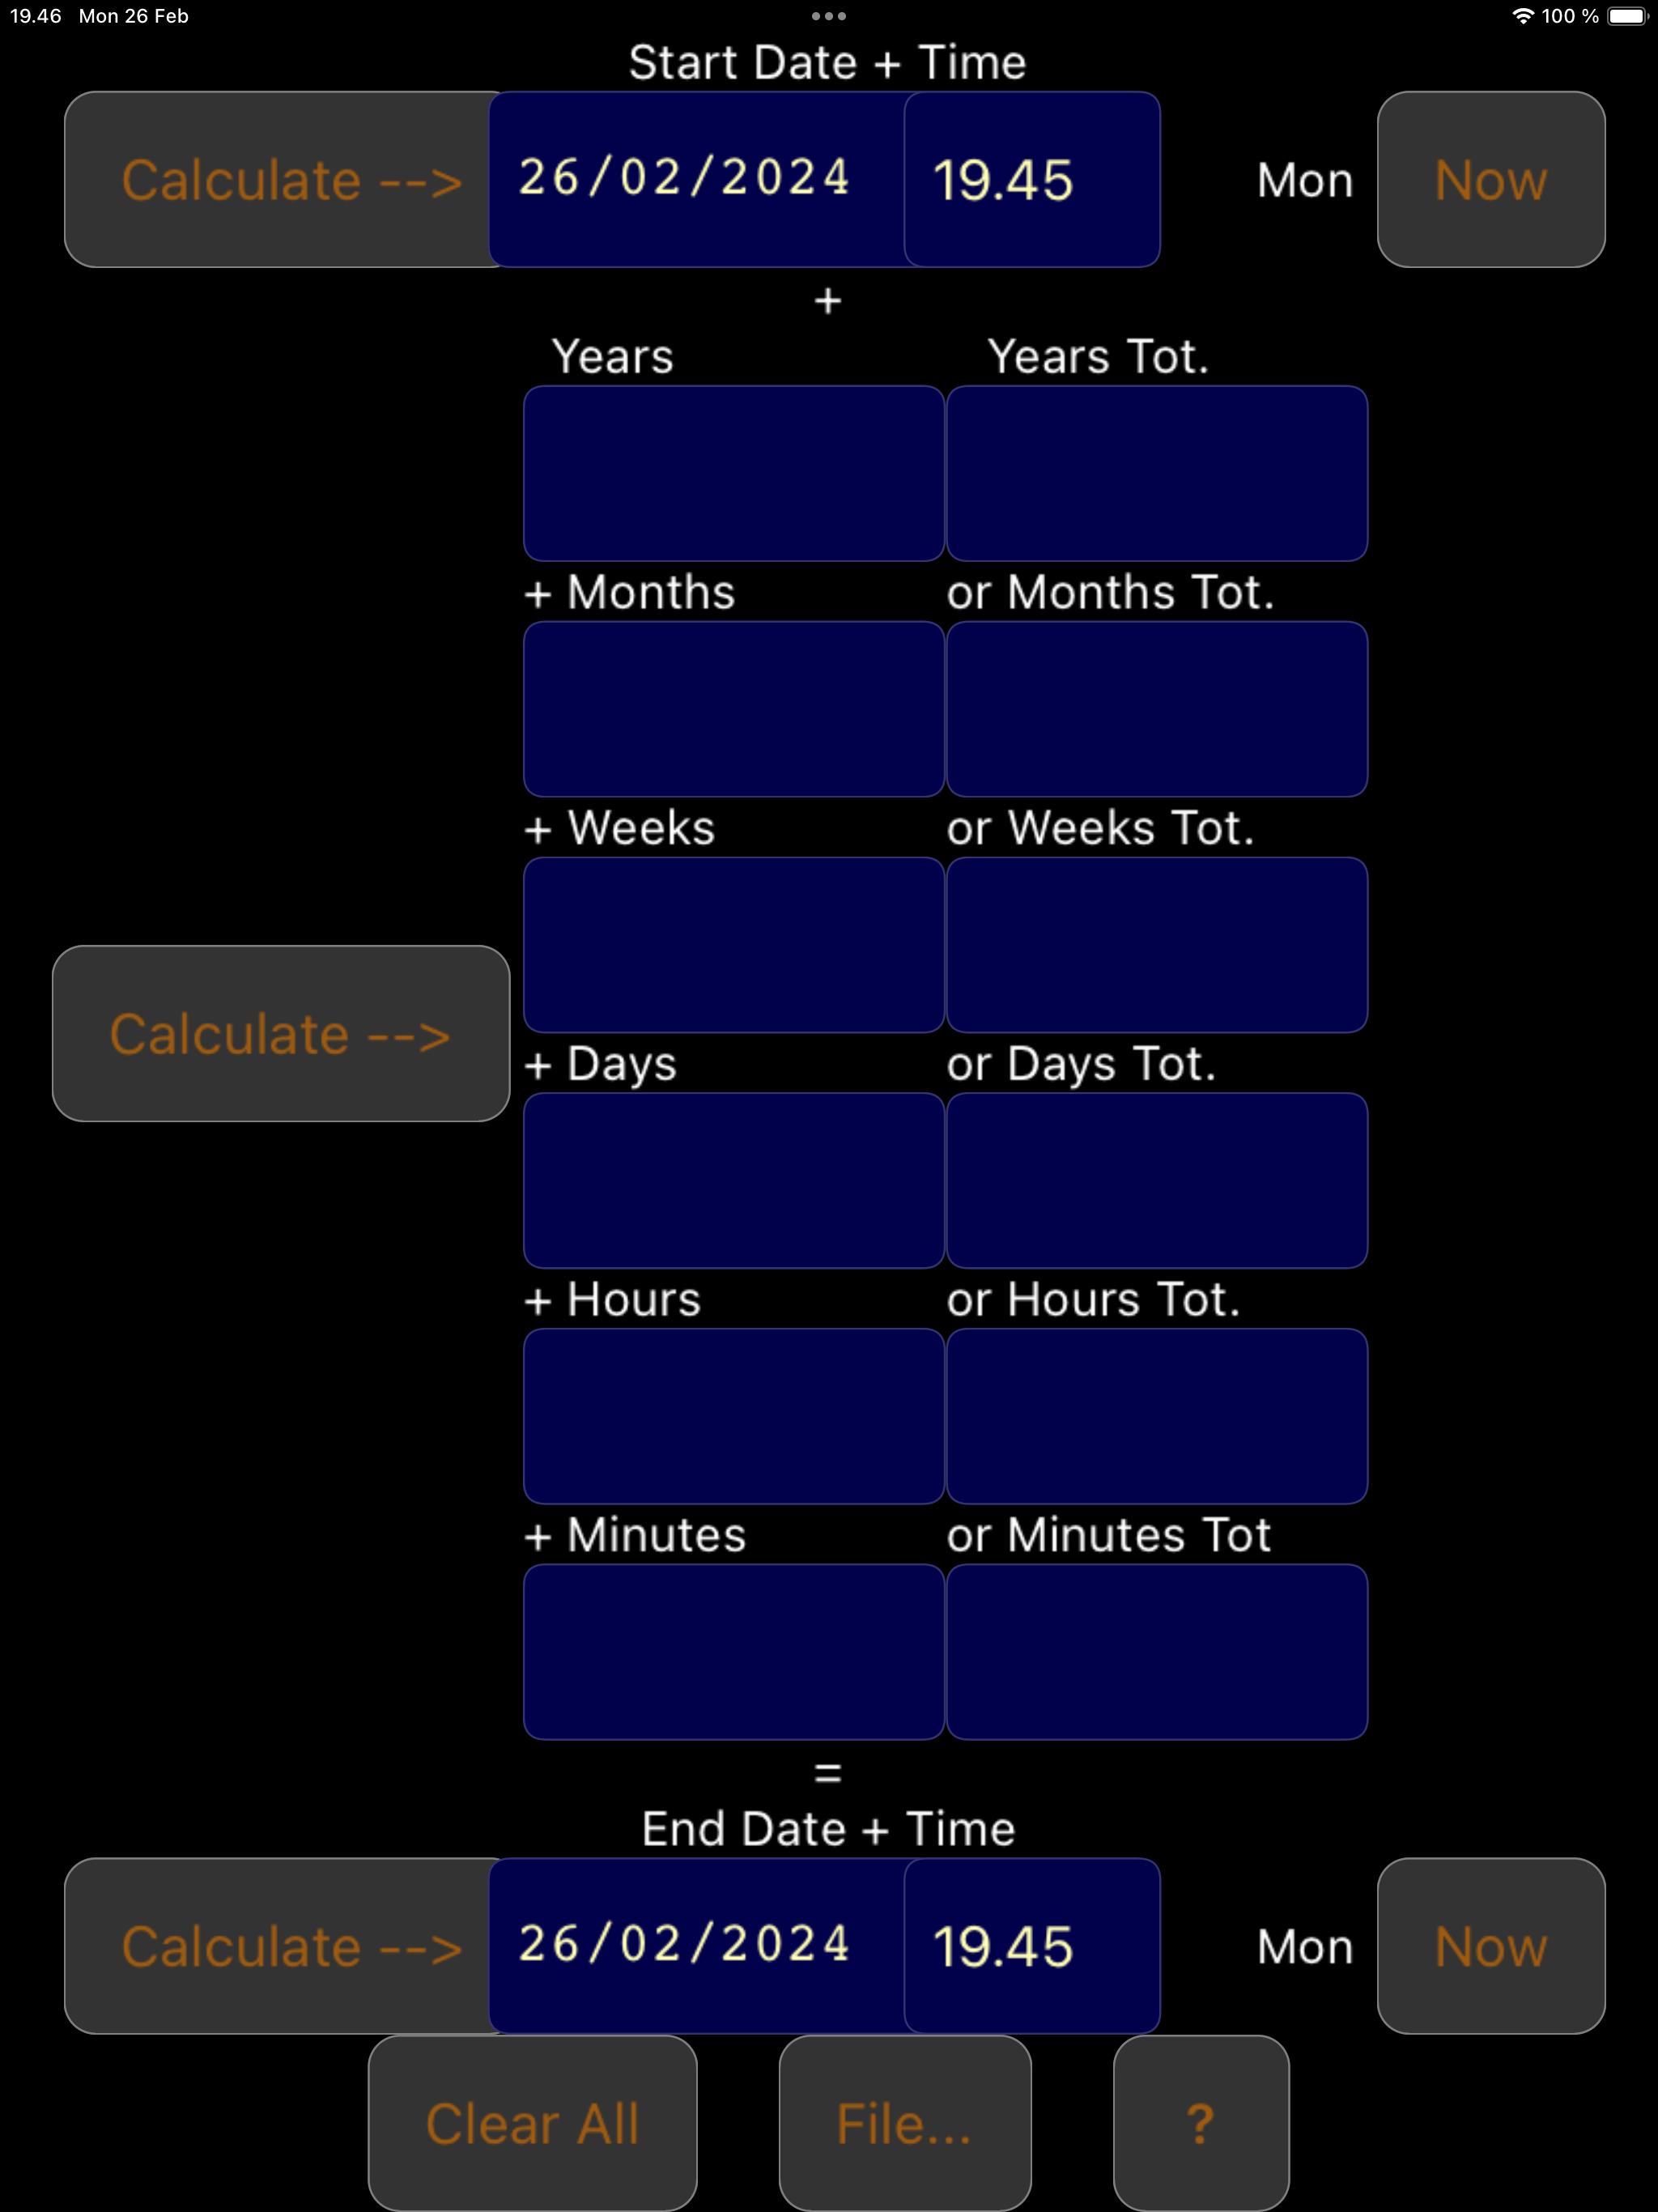 19.46 Mon 26 Feb 100 %
Start Date + Time
Calculate --> 26/02/2024 19.45 Mon Now
+
Years Years Tot.
+ Months or Months Tot.
+ Weeks or Weeks Tot.
Calculate -->
+ Days or Days Tot.
+ Hours or Hours Tot.
+ Minutes or Minutes Tot
=
End Date + Time
Calculate --> 26/02/2024 19.45 Mon Now
Clear All File... ?